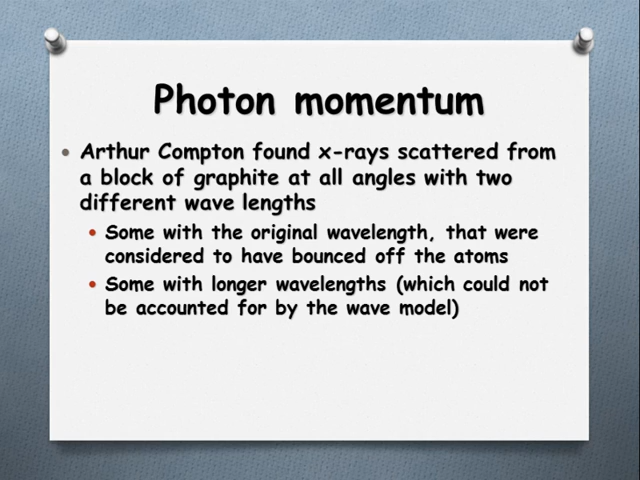 Photon momentum
• Arthur Compton found x-rays scattered from
a block of graphite at all angles with two
different wave lengths
• Some with the original wavelength, that were
considered to have bounced off the atoms
• Some with longer wavelengths (which could not
be accounted for by the wave model)